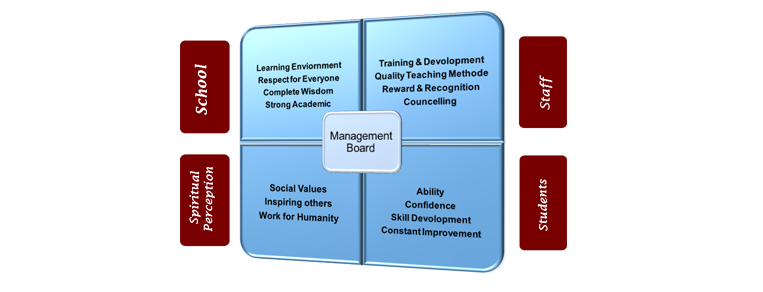 School
Learning Enviornment
Respect for Everyone
Complete Wisdom
Strong Academic
Training & Devolopment
Quality Teaching Methode
Reward & Recognition
Councelling
Staff
Management
Board
Spiritual
Perception
Social Values
Inspiring others
Work for Humanity
Ability
Confidence
Skill Devolopment
Constant Improvement
Students